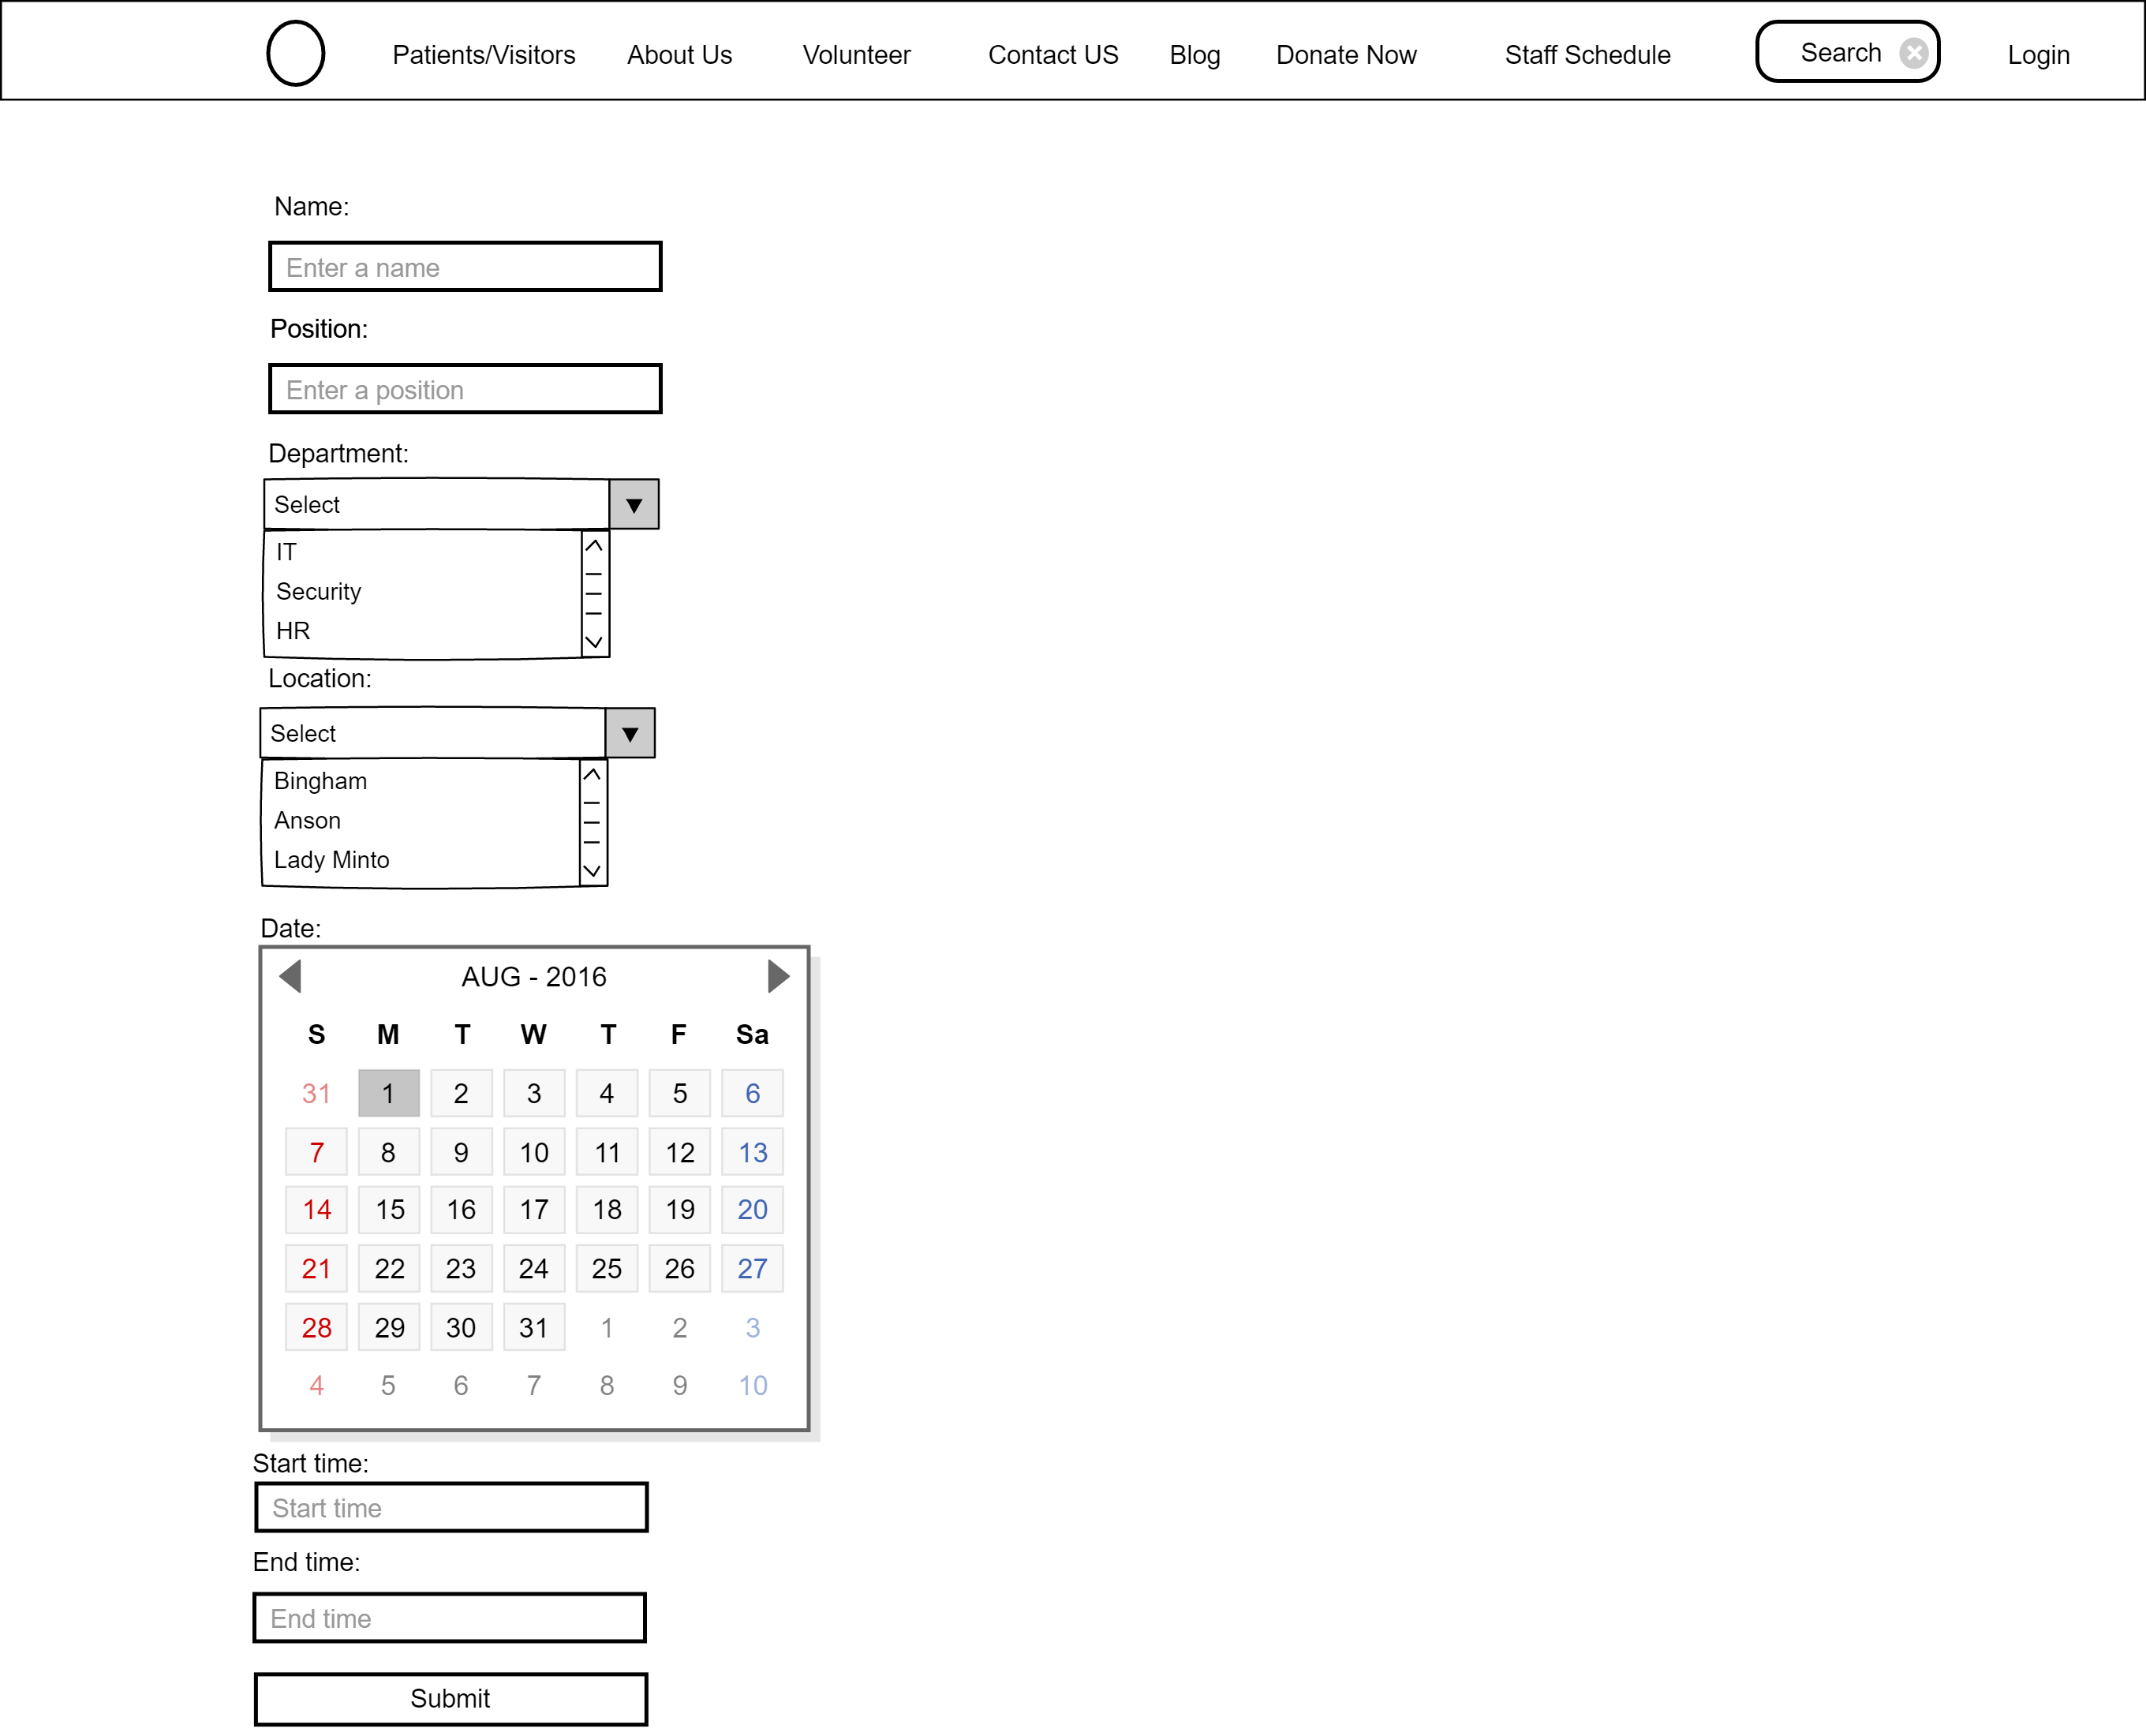 Patients/Visitors About Us Volunteer Contact US Blog Donate Now Staff Schedule Search Login
Name:
Enter a name
Position:
Enter a position
Department:
Select
IT
Security
HR
Location:
Select
Bingham
Anson
Lady Minto
Date:
AUG - 2016
S M T W T F Sa
31 1 2 3 4 5 6
7 8 9 10 11 12 13
14 15 16 17 18 19 20
21 22 23 24 25 26 27
28 29 30 31 1 2 3
4 5 6 7 8 9 10
Start time:
Start time
End time:
End time
Submit